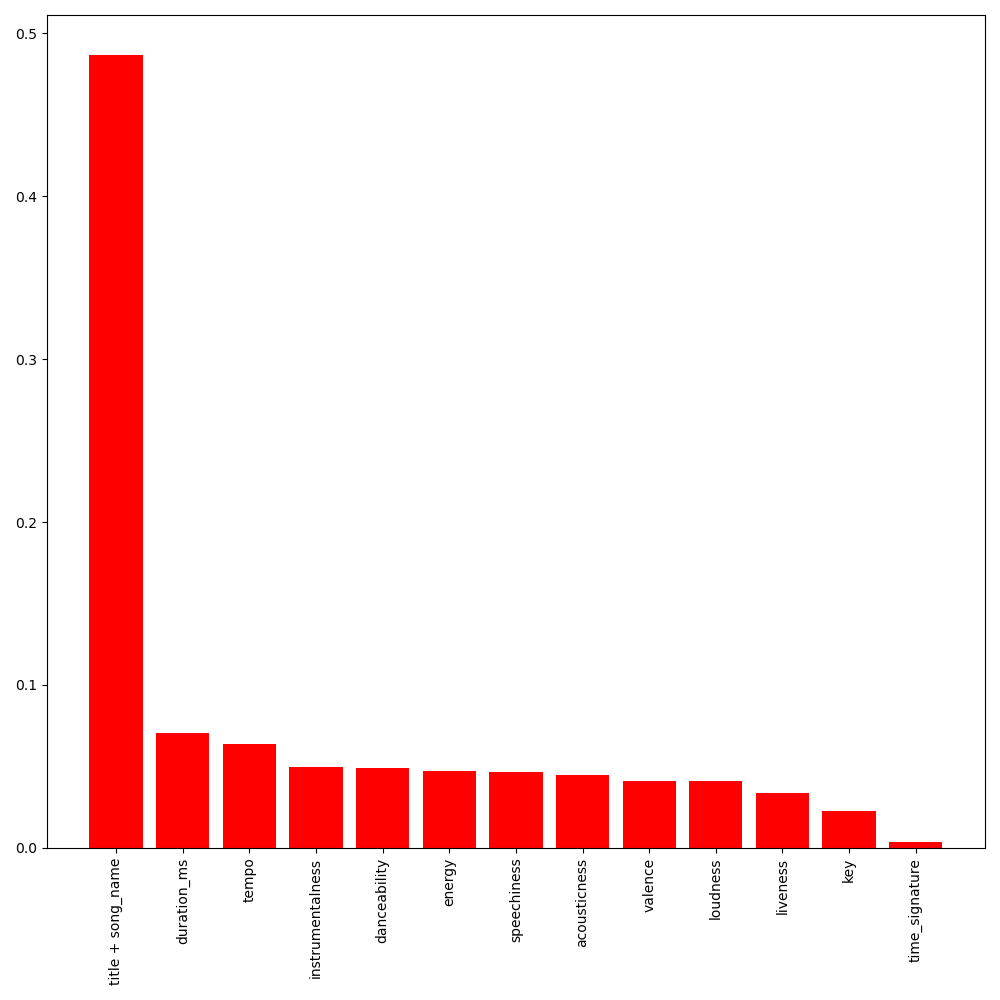 0.5
0.4
0.3
0.2
0.1
0.0
title + song_name
duration_ms
tempo
instrumentalness
danceability
energy
speechiness
acousticness
valence
loudness
liveness
key
time_signature